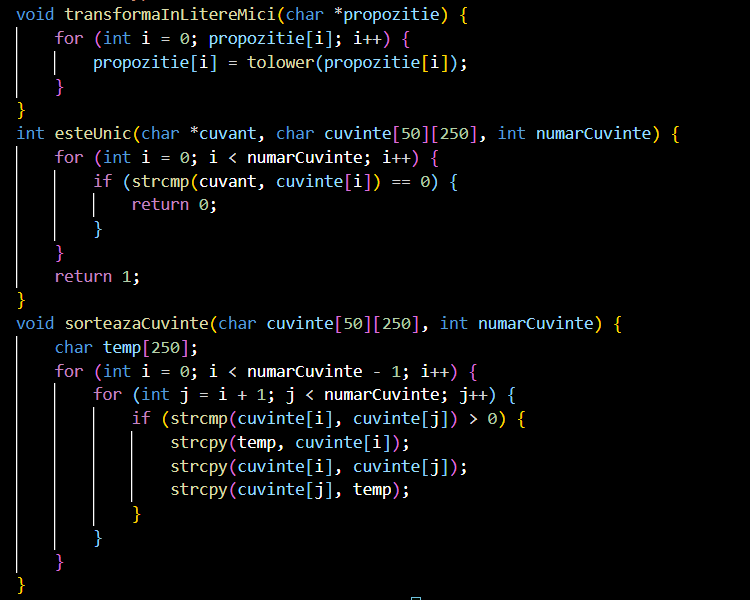 void transformaInLitereMici(char *propozitie) {
    for (int i = 0; propozitie[i]; i++) {
        propozitie[i] = tolower(propozitie[i]);
    }
}
int esteUnic(char *cuvant, char cuvinte[50][250], int numarCuvinte) {
    for (int i = 0; i < numarCuvinte; i++) {
        if (strcmp(cuvant, cuvinte[i]) == 0) {
            return 0;
        }
    }
    return 1;
}
void sorteazaCuvinte(char cuvinte[50][250], int numarCuvinte) {
    char temp[250];
    for (int i = 0; i < numarCuvinte - 1; i++) {
        for (int j = i + 1; j < numarCuvinte; j++) {
            if (strcmp(cuvinte[i], cuvinte[j]) > 0) {
                strcpy(temp, cuvinte[i]);
                strcpy(cuvinte[i], cuvinte[j]);
                strcpy(cuvinte[j], temp);
            }
        }
    }
}